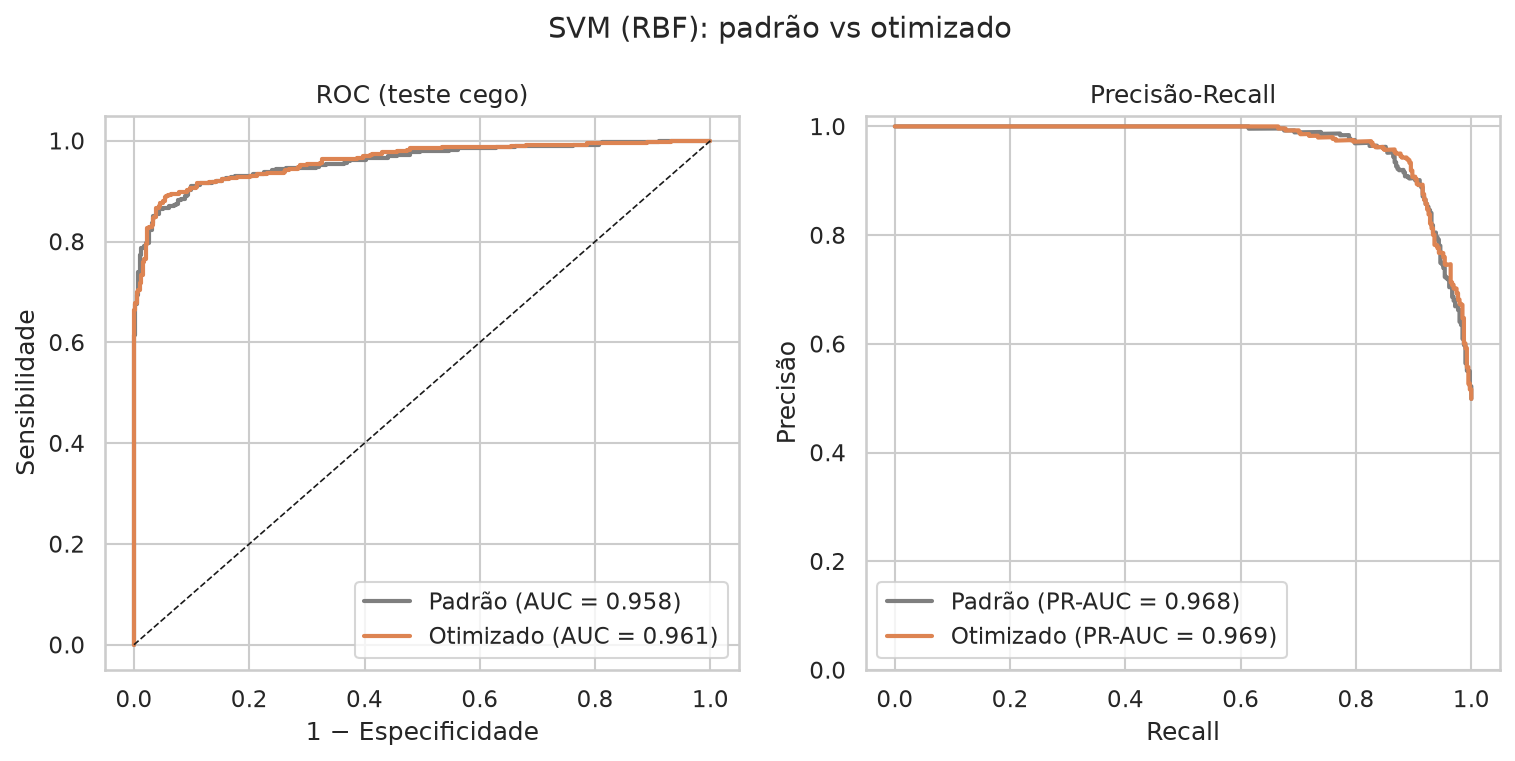 SVM (RBF): padrão vs otimizado
ROC (teste cego)
Sensibilidade
1.0
0.8
0.6
0.4
0.2
0.0
Padrão (AUC = 0.958)
Otimizado (AUC = 0.961)
0.0 0.2 0.4 0.6 0.8 1.0
1 − Especificidade
Precisão-Recall
Precisão
1.0
0.8
0.6
0.4
0.2
0.0
Padrão (PR-AUC = 0.968)
Otimizado (PR-AUC = 0.969)
0.0 0.2 0.4 0.6 0.8 1.0
Recall